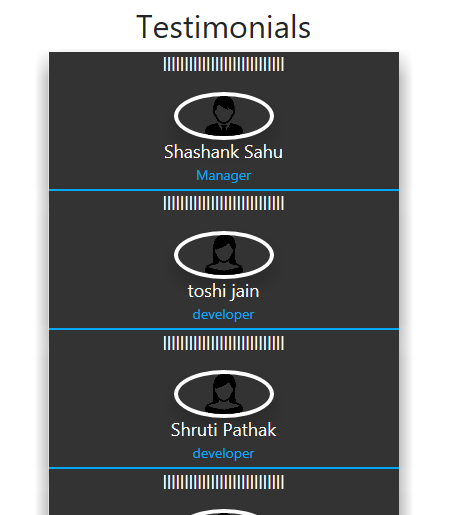 Testimonials
Shashank Sahu
Manager
toshi jain
developer
Shruti Pathak
developer